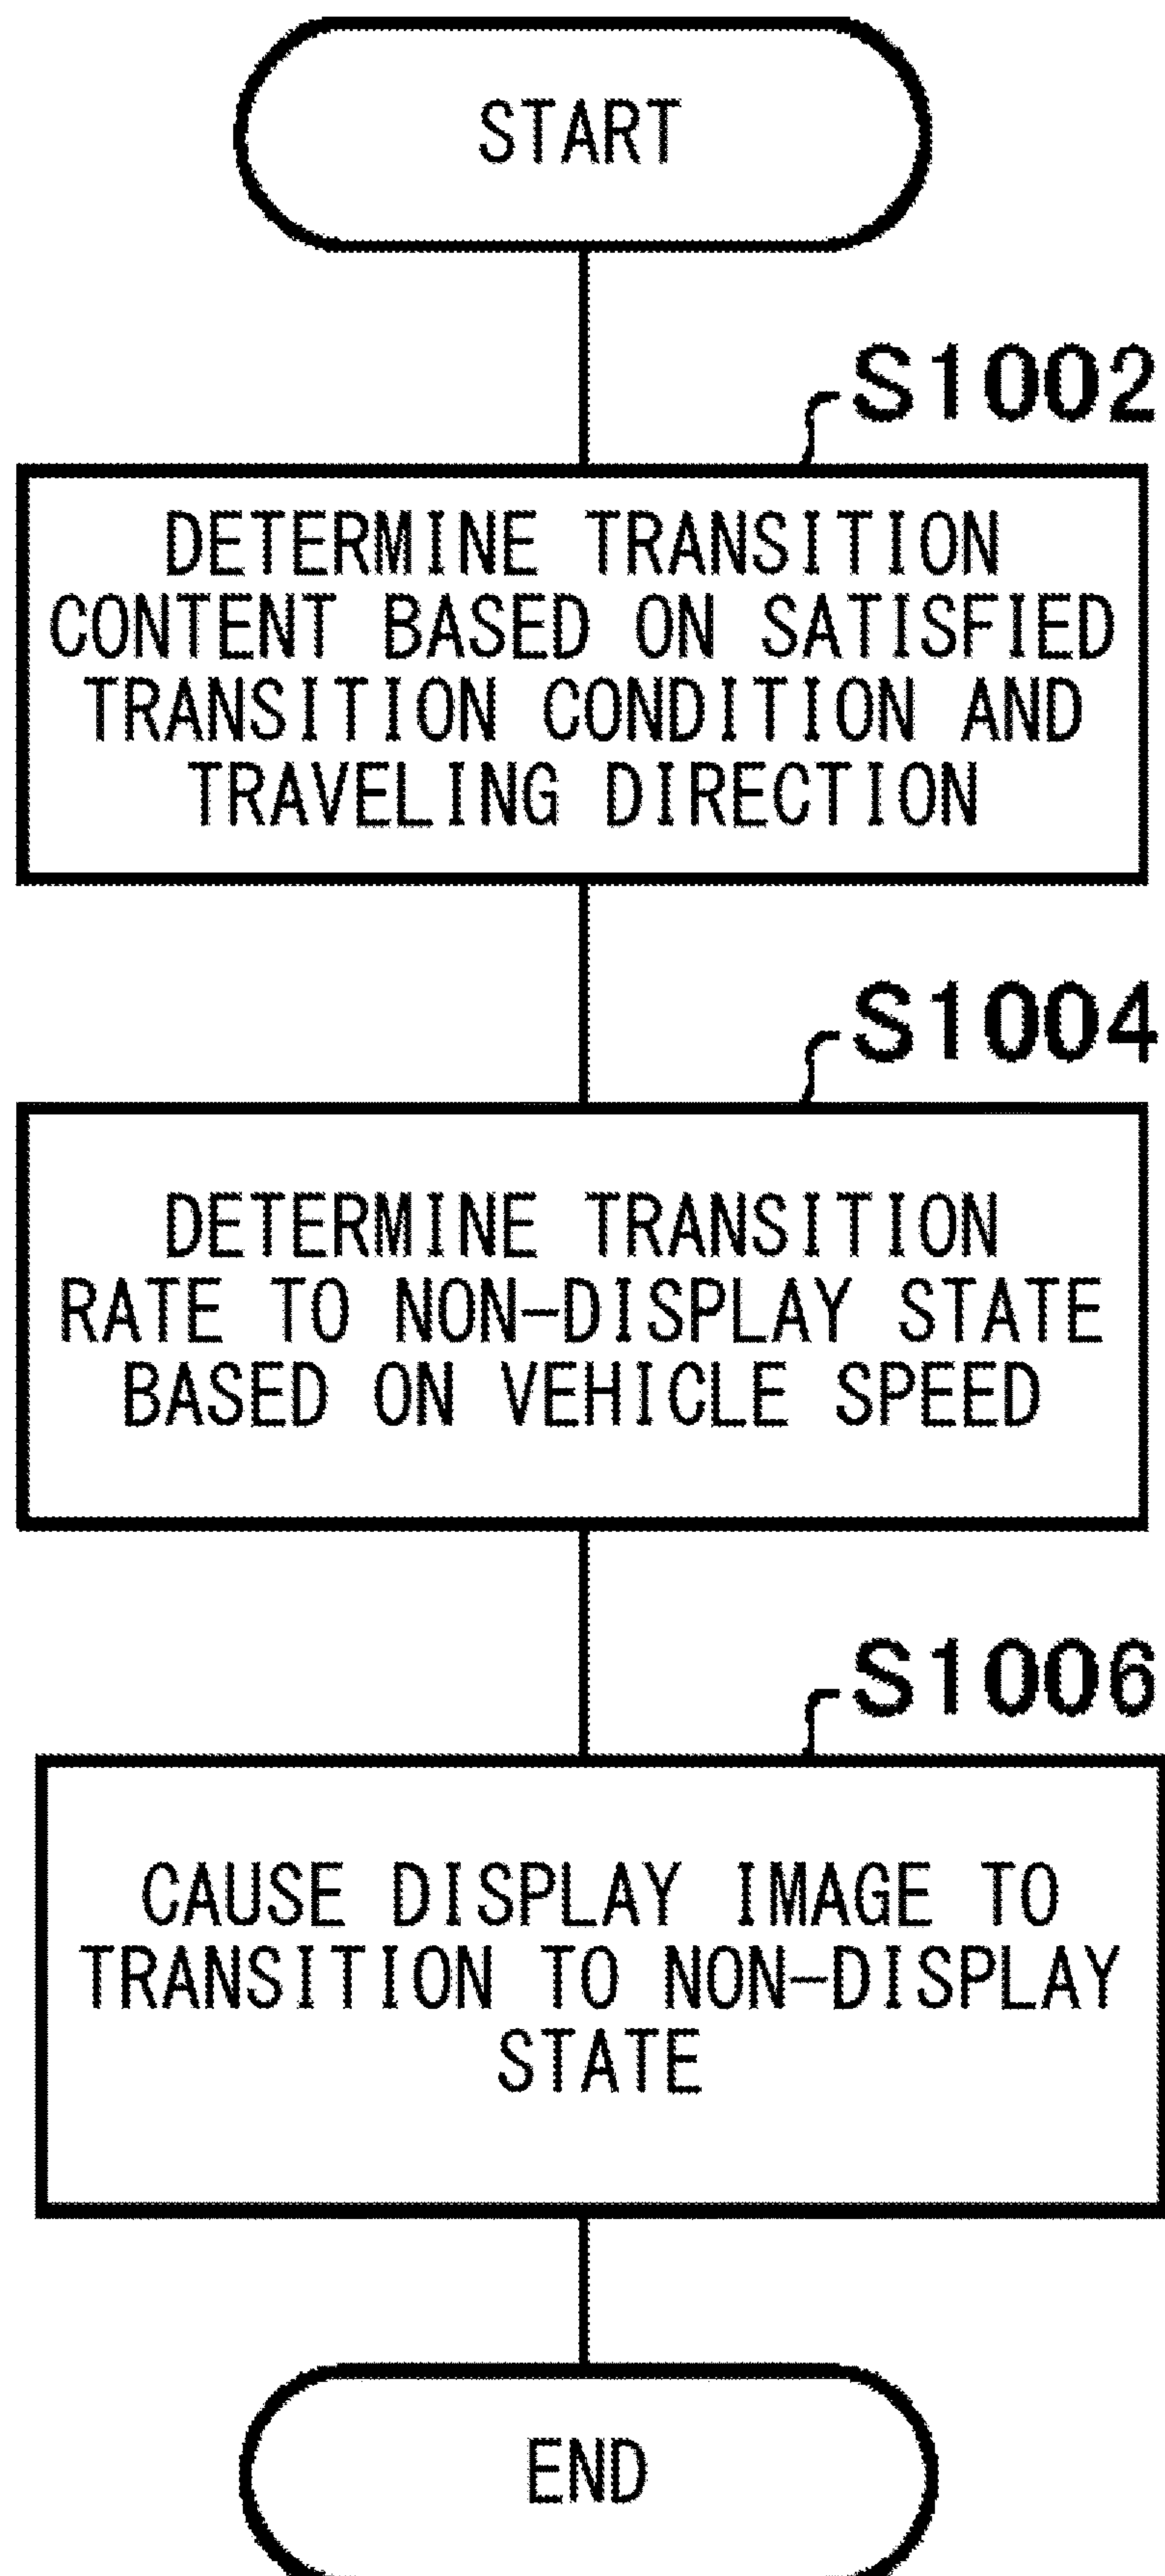 START
S1002
DETERMINE TRANSITION
CONTENT BASED ON SATISFIED
TRANSITION CONDITION AND
TRAVELING DIRECTION
S1004
DETERMINE TRANSITION
RATE TO NON-DISPLAY STATE
BASED ON VEHICLE SPEED
S1006
CAUSE DISPLAY IMAGE TO
TRANSITION TO NON-DISPLAY
STATE
END